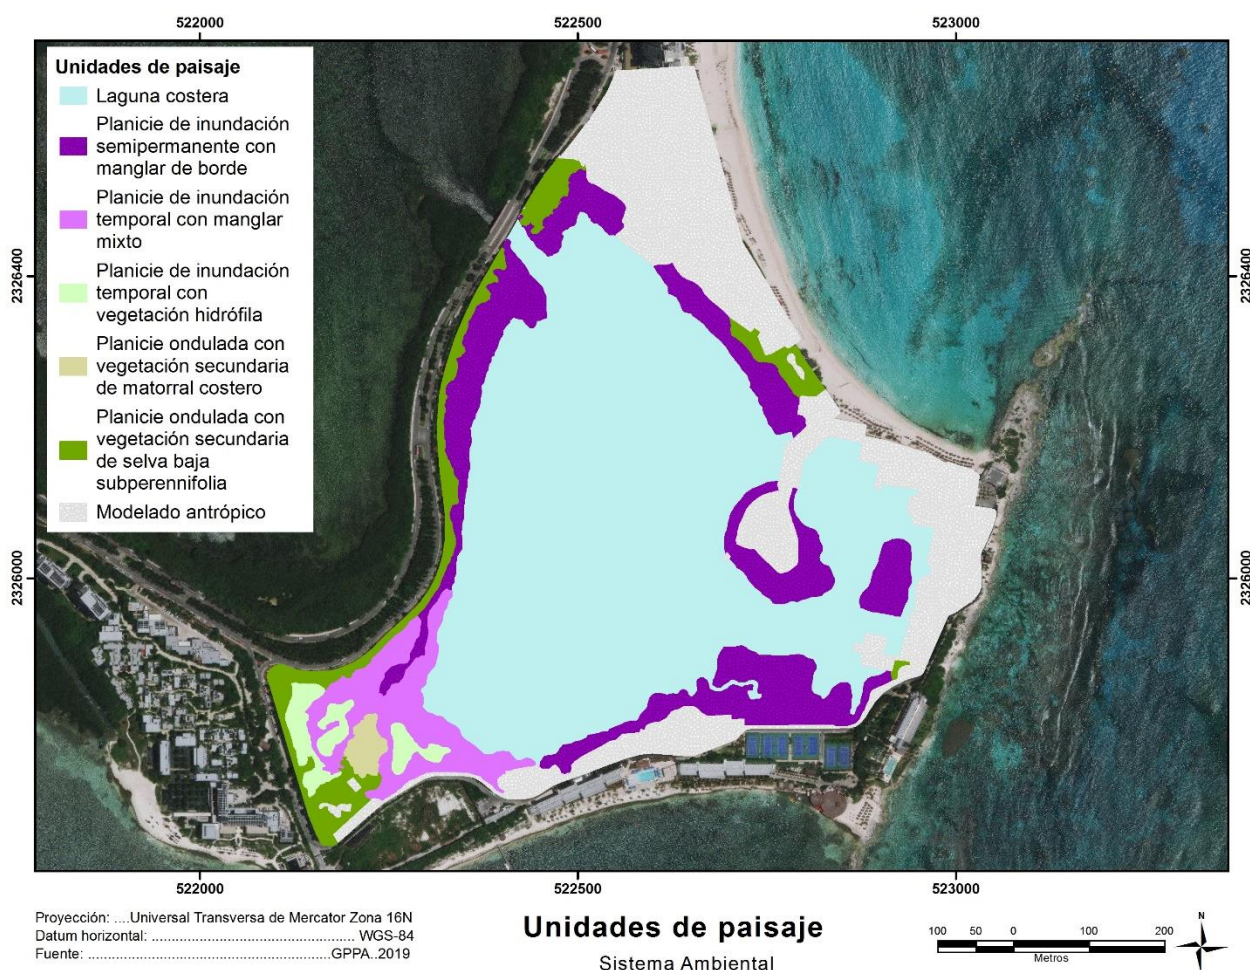 522000 522500 523000
Unidades de paisaje
Laguna costera
Planicie de inundación
semipermanente con
manglar de borde
Planicie de inundación
temporal con manglar
mixto
Planicie de inundación
temporal con
vegetación hidrófila
Planicie ondulada con
vegetación secundaria
de matorral costero
Planicie ondulada con
vegetación secundaria
de selva baja
subperennifolia
Modelado antrópico
2326400 2326400
2326000 2326000
522000 522500 523000
Proyección: ....Universal Transversa de Mercator Zona 16N
Datum horizontal: ................................................ WGS-84
Fuente: ..........................................................GPPA..2019
Unidades de paisaje
Sistema Ambiental
100 50 0 100 200
Metros
N